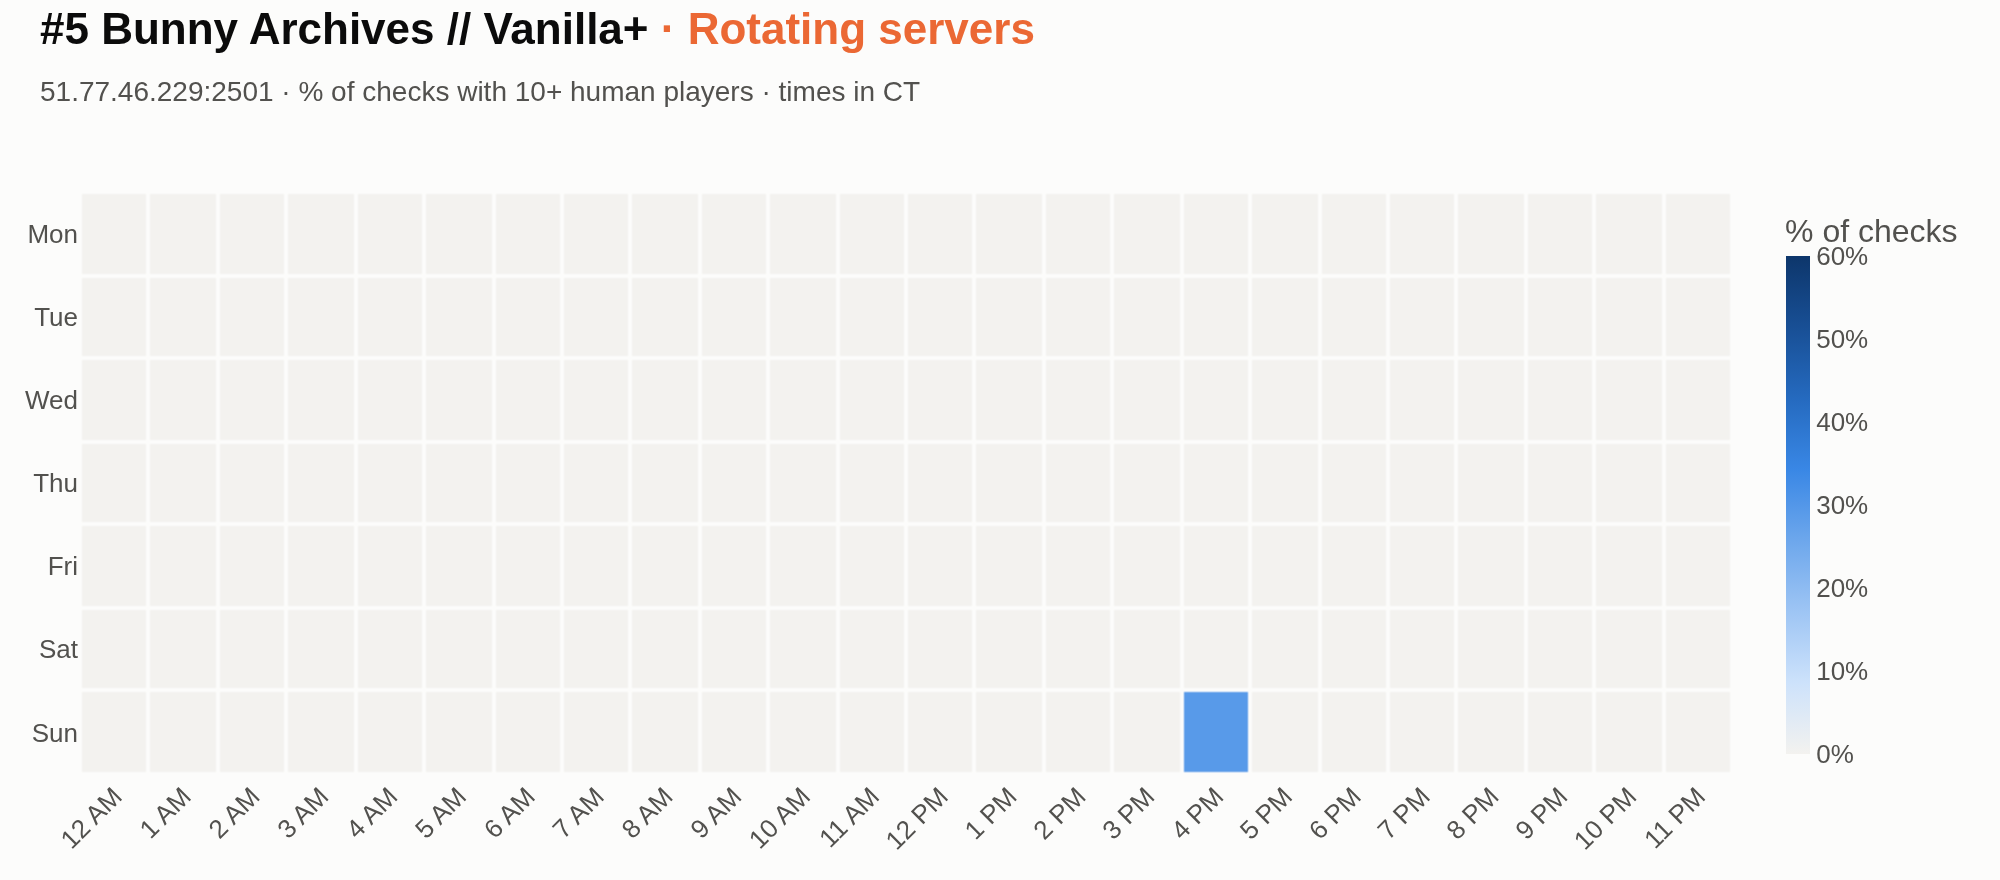 #5 Bunny Archives // Vanilla+ · Rotating servers
51.77.46.229:2501 · % of checks with 10+ human players · times in CT
% of checks
60%
50%
40%
30%
20%
10%
0%
Mon
Tue
Wed
Thu
Fri
Sat
Sun
12 AM
1 AM
2 AM
3 AM
4 AM
5 AM
6 AM
7 AM
8 AM
9 AM
10 AM
11 AM
12 PM
1 PM
2 PM
3 PM
4 PM
5 PM
6 PM
7 PM
8 PM
9 PM
10 PM
11 PM